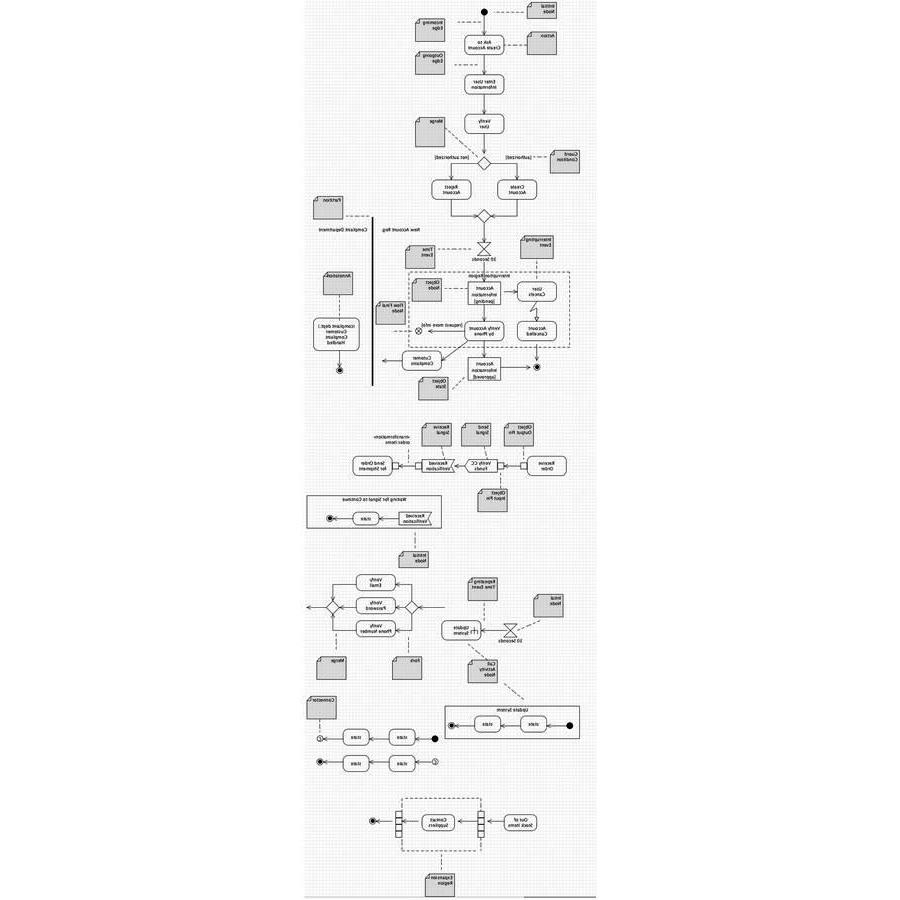 Initial
Node
Incoming
Edge
Action
Ask to
Create Account
Outgoing
Edge
Enter User
Information
Merge
Verify
User
Guard
Condition
[authorized]
[not authorized]
Create
Account
Reject
Account
Partition
New Account Req.
Complaint Department
Interrupting
Event
Time
Event
10 Seconds
Interruption Region
Annotation
Object
Node
User
Cancels
Account
Information
[pending]
Flow Final
Node
Account
Cancelled
Verify Account
by Phone
[request more info]
(complaint dept.)
Customer
Complaint
Handled
Account
Information
[approved]
Cutomer
Complaint
Object
State
Object
Output Pin
Send
Signal
Receive
Signal
«transformation»
order items
Receive
Order
Verify CC
Funds
Received
Verification
Send Order
For Shipment
Object
Input Pin
Waiting for Signal to Continue
Received
Verification
state
Initial
Node
Verify
Email
Verify
Password
Verify
Phone Number
Repeating
Time Event
Intial
Node
Update
System
10 Seconds
Call
Activity
Node
Fork
Merge
Connector
Update System
state
state
state
state
C
C
state
state
Out of
Stock Items
Contact
Suppliers
Expansion
Region